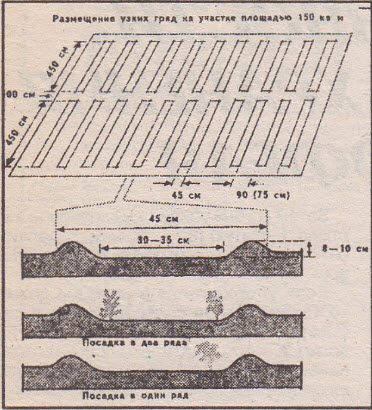 Размещение узких гряд на участке площадью 150 кв м
450 см
00 см
450 см
45 см
90 (75 см)
45 см
30—35 см
8—10 см
Посадка в два ряда
Посадка в один ряд